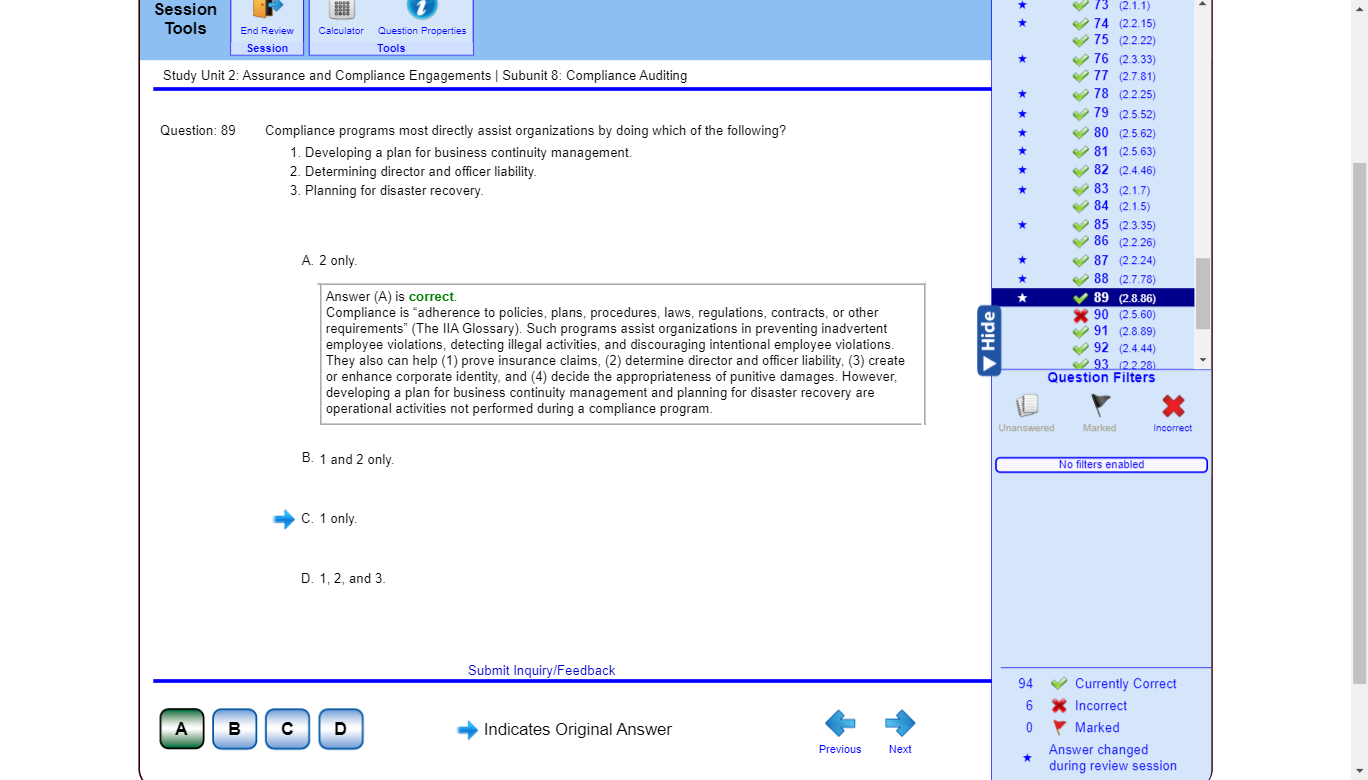 Session
Tools
End Review
Session
Calculator
Question Properties
Tools
Study Unit 2: Assurance and Compliance Engagements | Subunit 8: Compliance Auditing
Question: 89
Compliance programs most directly assist organizations by doing which of the following?
1. Developing a plan for business continuity management.
2. Determining director and officer liability.
3. Planning for disaster recovery.
A. 2 only.
Answer (A) is correct.
Compliance is “adherence to policies, plans, procedures, laws, regulations, contracts, or other
requirements” (The IIA Glossary). Such programs assist organizations in preventing inadvertent
employee violations, detecting illegal activities, and discouraging intentional employee violations.
They also can help (1) prove insurance claims, (2) determine director and officer liability, (3) create
or enhance corporate identity, and (4) decide the appropriateness of punitive damages. However,
developing a plan for business continuity management and planning for disaster recovery are
operational activities not performed during a compliance program.
B. 1 and 2 only.
C. 1 only.
D. 1, 2, and 3.
Submit Inquiry/Feedback
A
B
C
D
Indicates Original Answer
Previous
Next
73 (2.1.1)
74 (2.2.15)
75 (2.2.22)
76 (2.3.33)
77 (2.7.81)
78 (2.2.25)
79 (2.5.52)
80 (2.5.62)
81 (2.5.63)
82 (2.4.46)
83 (2.1.7)
84 (2.1.5)
85 (2.3.35)
86 (2.2.26)
87 (2.2.24)
88 (2.7.78)
89 (2.8.86)
90 (2.5.60)
91 (2.8.89)
92 (2.4.44)
93 (2.2.28)
Hide
Question Filters
Unanswered
Marked
Incorrect
No filters enabled
94 Currently Correct
6 Incorrect
0 Marked
Answer changed
during review session